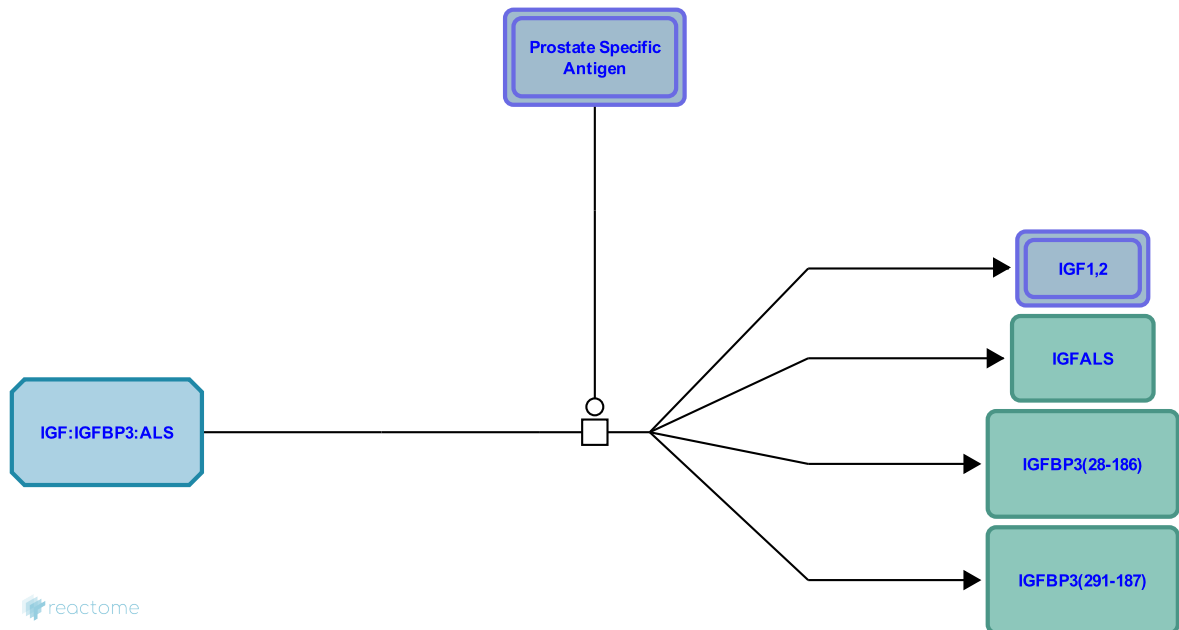 Prostate Specific
Antigen
IGF1,2
IGFALS
IGF:IGFBP3:ALS
IGFBP3(28-186)
IGFBP3(291-187)
reactome